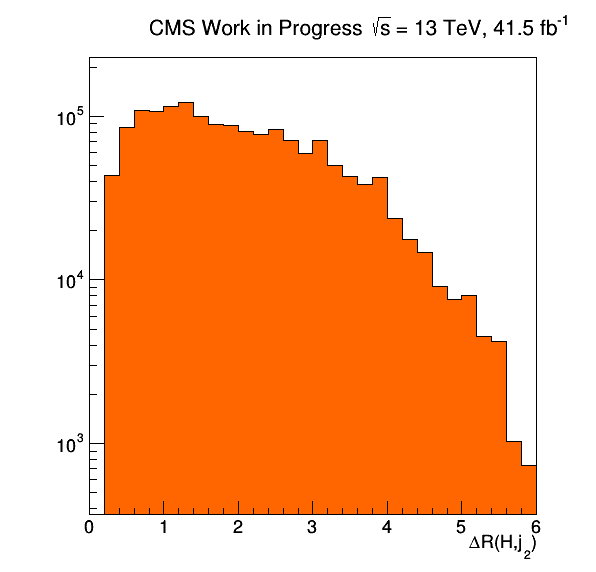 CMS Work in Progress √s = 13 TeV, 41.5 fb⁻¹
10⁵
10⁴
10³
0 1 2 3 4 5 6
ΔR(H,j₂)